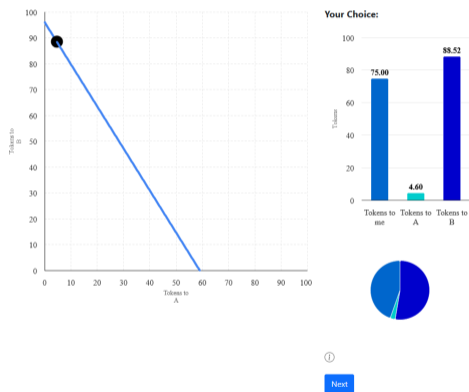 100
90
80
70
60
50
40
30
20
10
0
Tokens to
B
0 10 20 30 40 50 60 70 80 90 100
Tokens to
A
Your Choice:
100
80
60
40
20
0
Tokens
75.00
4.60
88.52
Tokens to Tokens to Tokens to
me A B
Next